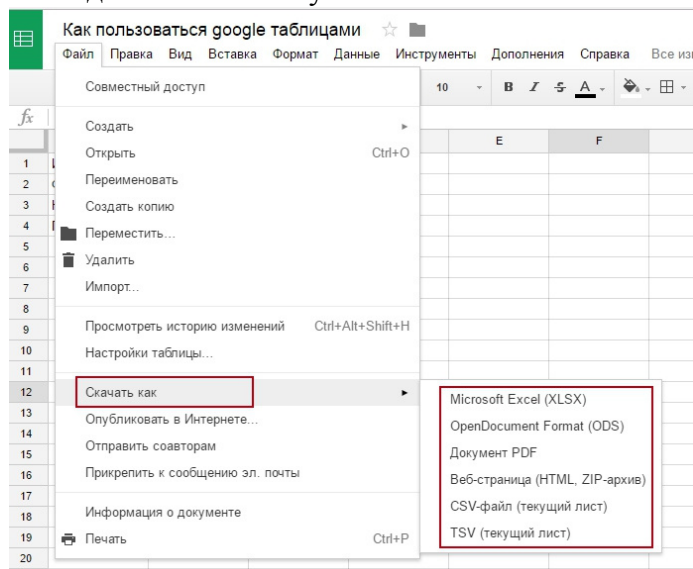 Как пользоваться google таблицами
Файл Правка Вид Вставка Формат Данные Инструменты Дополнения Справка Все
Совместный доступ
10 B I S A
fx
Создать
E F
Открыть Ctrl+O
1
Переименовать
2
Создать копию
3
4
Переместить...
5
Удалить
6
Импорт...
7
8
Просмотреть историю изменений Ctrl+Alt+Shift+H
9
Настройки таблицы...
10
11
Скачать как
12
Microsoft Excel (XLSX)
Опубликовать в Интернете...
13
OpenDocument Format (ODS)
14
Отправить соавторам
Документ PDF
15
Прикрепить к сообщению эл. почты
16
Веб-страница (HTML, ZIP-архив)
17
CSV-файл (текущий лист)
Информация о документе
18
TSV (текущий лист)
Печать Ctrl+P
19
20